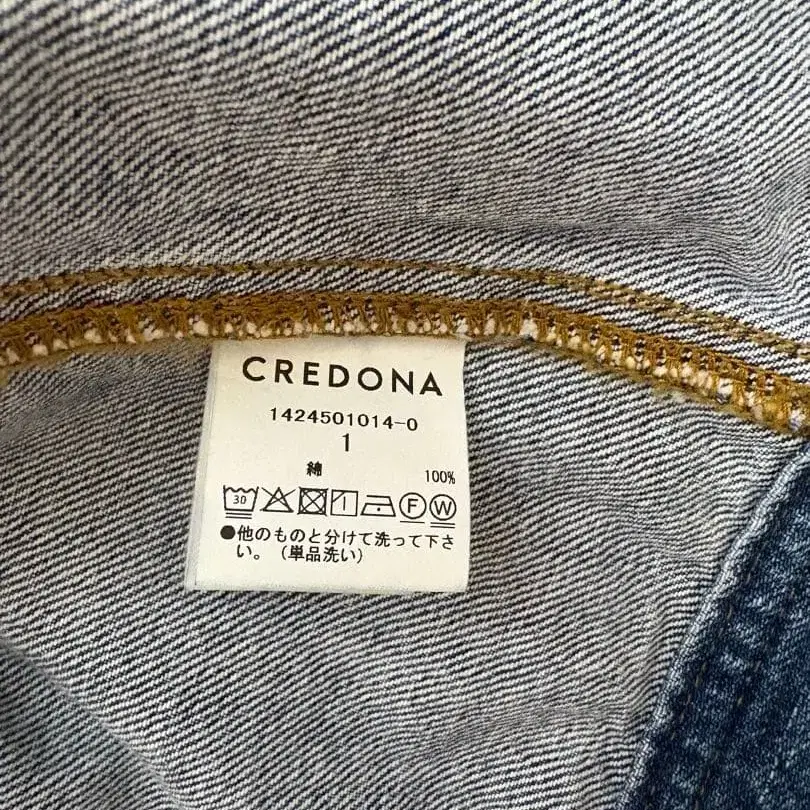 CREDONA
1424501014-0
1
綿 100%
30 F W
●他のものと分けて洗って下さ
い。（単品洗い）